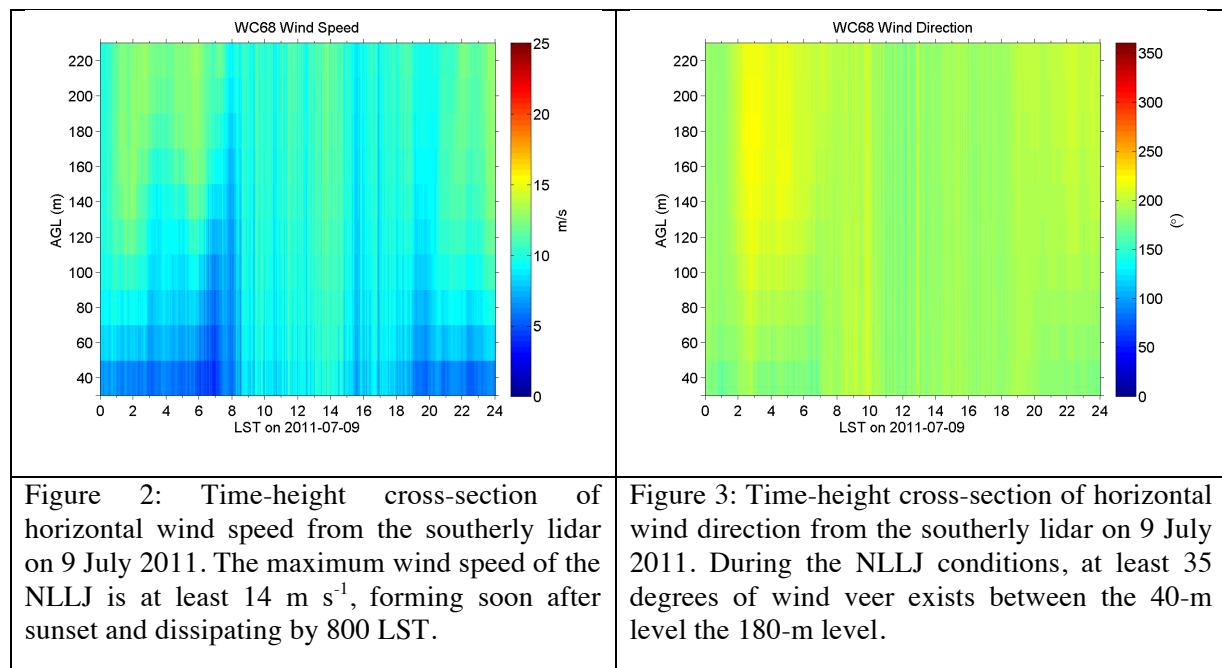 WC68 Wind Speed
AGL (m)
220
200
180
160
140
120
100
80
60
40
0 2 4 6 8 10 12 14 16 18 20 22 24
LST on 2011-07-09
25
20
15
10
5
0
m/s
WC68 Wind Direction
AGL (m)
220
200
180
160
140
120
100
80
60
40
0 2 4 6 8 10 12 14 16 18 20 22 24
LST on 2011-07-09
350
300
250
200
150
100
50
0
(°)
Figure 2: Time-height cross-section of
horizontal wind speed from the southerly lidar
on 9 July 2011. The maximum wind speed of the
NLLJ is at least 14 m s⁻¹, forming soon after
sunset and dissipating by 800 LST.
Figure 3: Time-height cross-section of horizontal
wind direction from the southerly lidar on 9 July
2011. During the NLLJ conditions, at least 35
degrees of wind veer exists between the 40-m
level the 180-m level.